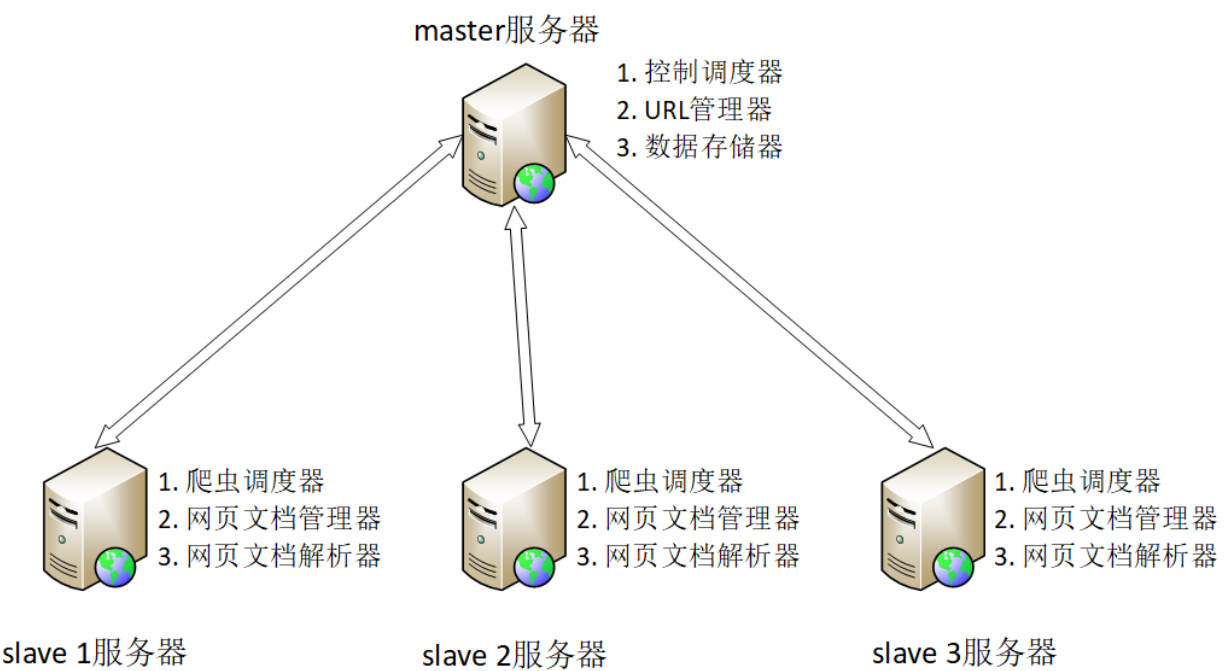 master服务器
1. 控制调度器
2. URL管理器
3. 数据存储器
1. 爬虫调度器
2. 网页文档管理器
3. 网页文档解析器
slave 1服务器
1. 爬虫调度器
2. 网页文档管理器
3. 网页文档解析器
slave 2服务器
1. 爬虫调度器
2. 网页文档管理器
3. 网页文档解析器
slave 3服务器